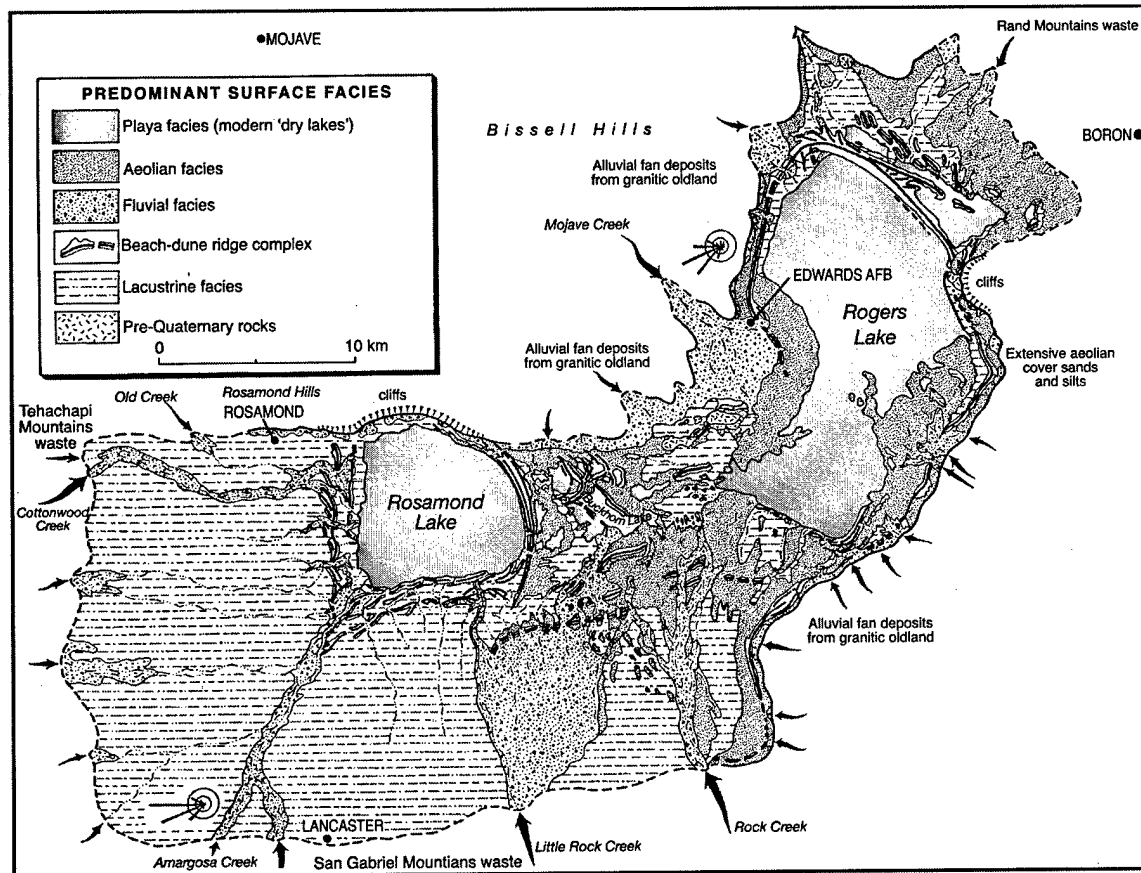 MOJAVE
PREDOMINANT SURFACE FACIES
Playa facies (modern 'dry lakes')
Aeolian facies
Fluvial facies
Beach-dune ridge complex
Lacustrine facies
Pre-Quaternary rocks
0 10 km
Rand Mountains waste
BORON
Bissell Hills
Alluvial fan deposits
from granitic oldland
Mojave Creek
EDWARDS AFB
Rogers
Lake
cliffs
Extensive aeolian
cover sands
and silts
Alluvial fan deposits
from granitic oldland
Old Creek
Rosamond Hills
ROSAMOND
cliffs
Tehachapi
Mountains
waste
Cottonwood
Creek
Rosamond
Lake
Buckhorn Lake
Alluvial fan deposits
from granitic oldland
Rock Creek
Little Rock Creek
LANCASTER
Amargosa Creek
San Gabriel Mountians waste